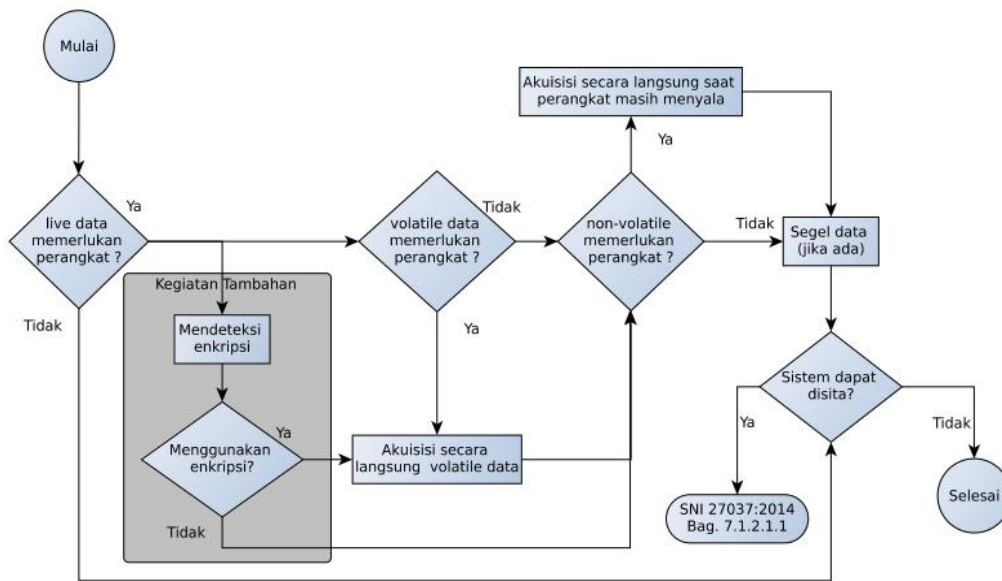 Mulai
Akuisisi secara langsung saat
perangkat masih menyala
Ya
live data
memerlukan
perangkat ?
Ya
volatile data
memerlukan
perangkat ?
Tidak
non-volatile
memerlukan
perangkat ?
Tidak
Segel data
(jika ada)
Kegiatan Tambahan
Tidak
Mendeteksi
enkripsi
Ya
Sistem dapat
disita?
Ya
Tidak
Menggunakan
enkripsi?
Ya
Akuisisi secara
langsung volatile data
Tidak
SNI 27037:2014
Bag. 7.1.2.1.1
Selesai